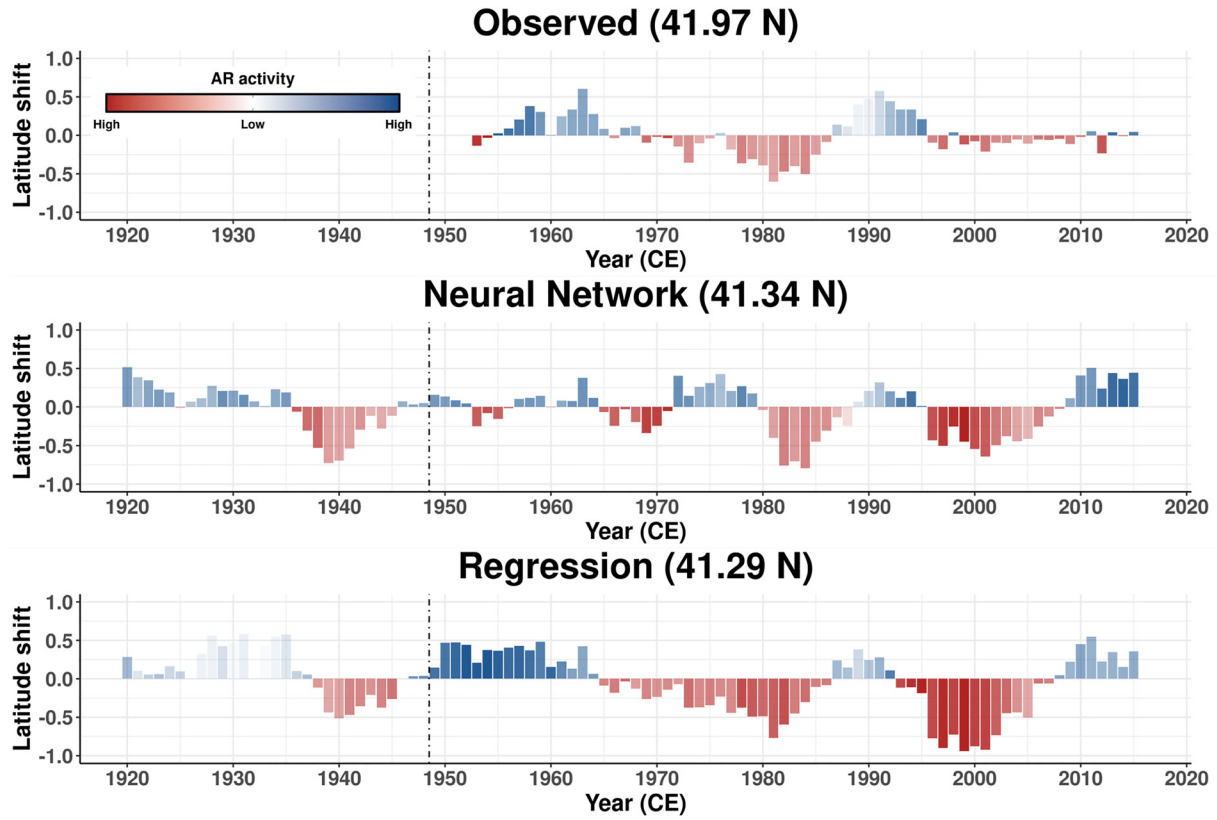 Observed (41.97 N)
Latitude shift
1.0
0.5
0.0
-0.5
-1.0
AR activity
High Low High
1920 1930 1940 1950 1960 1970 1980 1990 2000 2010 2020
Year (CE)
Neural Network (41.34 N)
Latitude shift
1.0
0.5
0.0
-0.5
-1.0
1920 1930 1940 1950 1960 1970 1980 1990 2000 2010 2020
Year (CE)
Regression (41.29 N)
Latitude shift
1.0
0.5
0.0
-0.5
-1.0
1920 1930 1940 1950 1960 1970 1980 1990 2000 2010 2020
Year (CE)